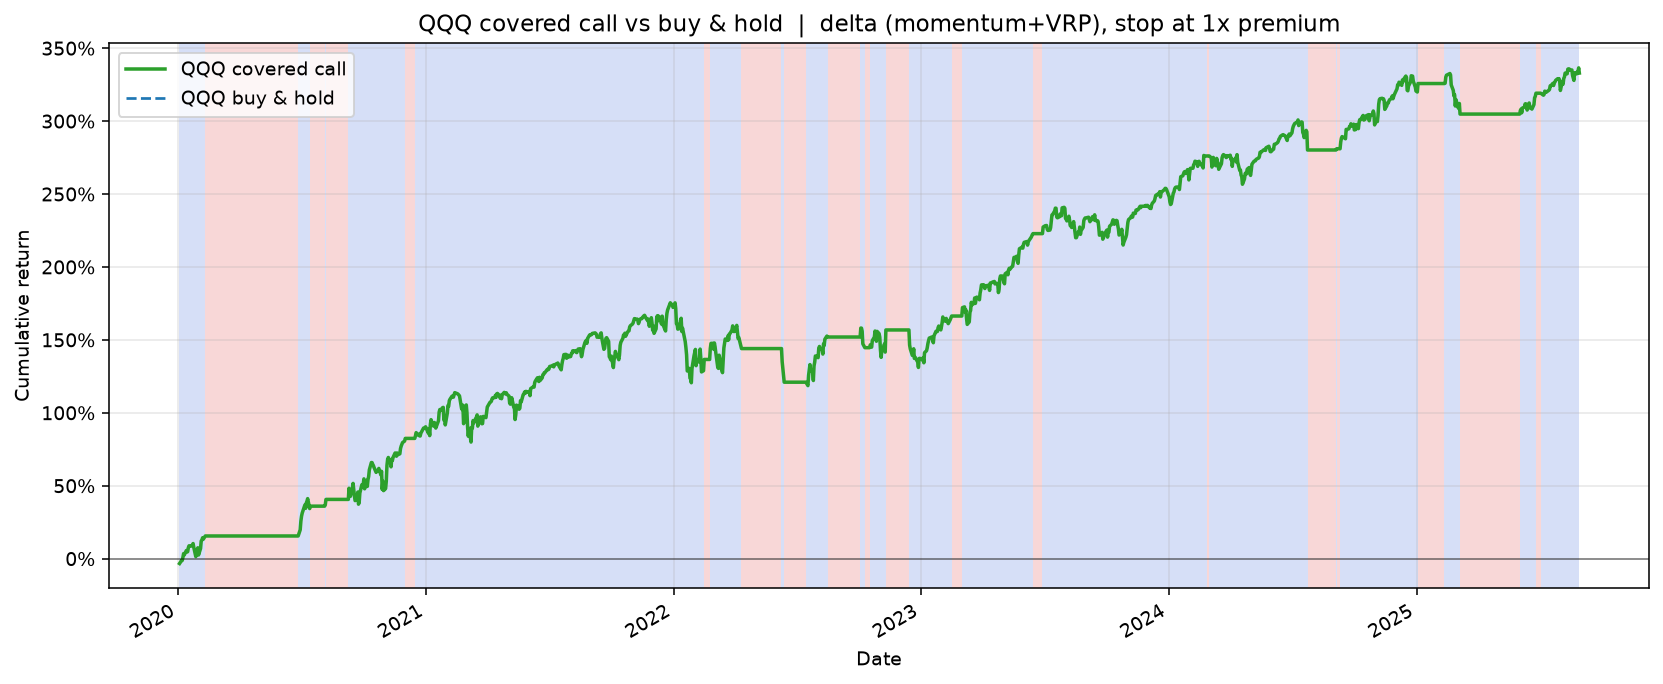 QQQ covered call vs buy & hold  |  delta (momentum+VRP), stop at 1x premium
QQQ covered call
QQQ buy & hold
Cumulative return
350%
300%
250%
200%
150%
100%
50%
0%
2020
2021
2022
2023
2024
2025
Date